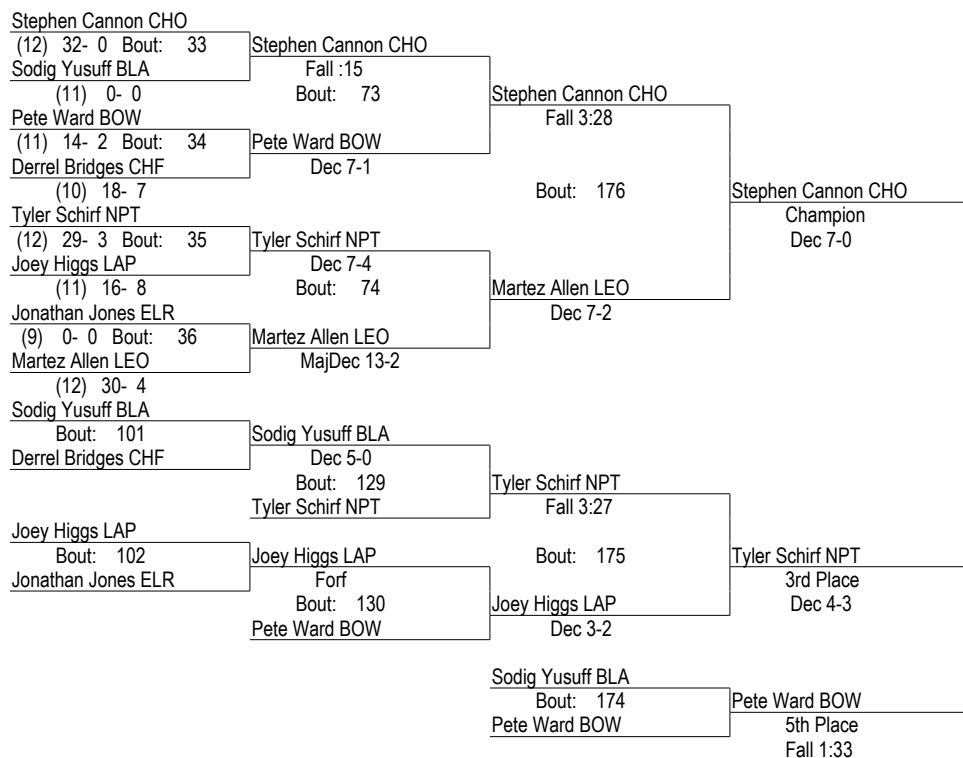 Stephen Cannon CHO
(12) 32- 0 Bout: 33 Stephen Cannon CHO
Sodig Yusuff BLA Fall :15
(11) 0- 0 Bout: 73 Stephen Cannon CHO
Pete Ward BOW Fall 3:28
(11) 14- 2 Bout: 34 Pete Ward BOW
Derrel Bridges CHF Dec 7-1
(10) 18- 7 Bout: 176 Stephen Cannon CHO
Tyler Schirf NPT Champion
(12) 29- 3 Bout: 35 Tyler Schirf NPT Dec 7-0
Joey Higgs LAP Dec 7-4
(11) 16- 8 Bout: 74 Martez Allen LEO
Jonathan Jones ELR Dec 7-2
(9) 0- 0 Bout: 36 Martez Allen LEO
Martez Allen LEO MajDec 13-2
(12) 30- 4
Sodig Yusuff BLA
Bout: 101 Sodig Yusuff BLA
Derrel Bridges CHF Dec 5-0
Bout: 129 Tyler Schirf NPT
Tyler Schirf NPT Fall 3:27
Joey Higgs LAP
Bout: 102 Joey Higgs LAP Bout: 175 Tyler Schirf NPT
Jonathan Jones ELR Forf 3rd Place
Bout: 130 Joey Higgs LAP Dec 4-3
Pete Ward BOW Dec 3-2
Sodig Yusuff BLA
Bout: 174 Pete Ward BOW
Pete Ward BOW 5th Place
Fall 1:33